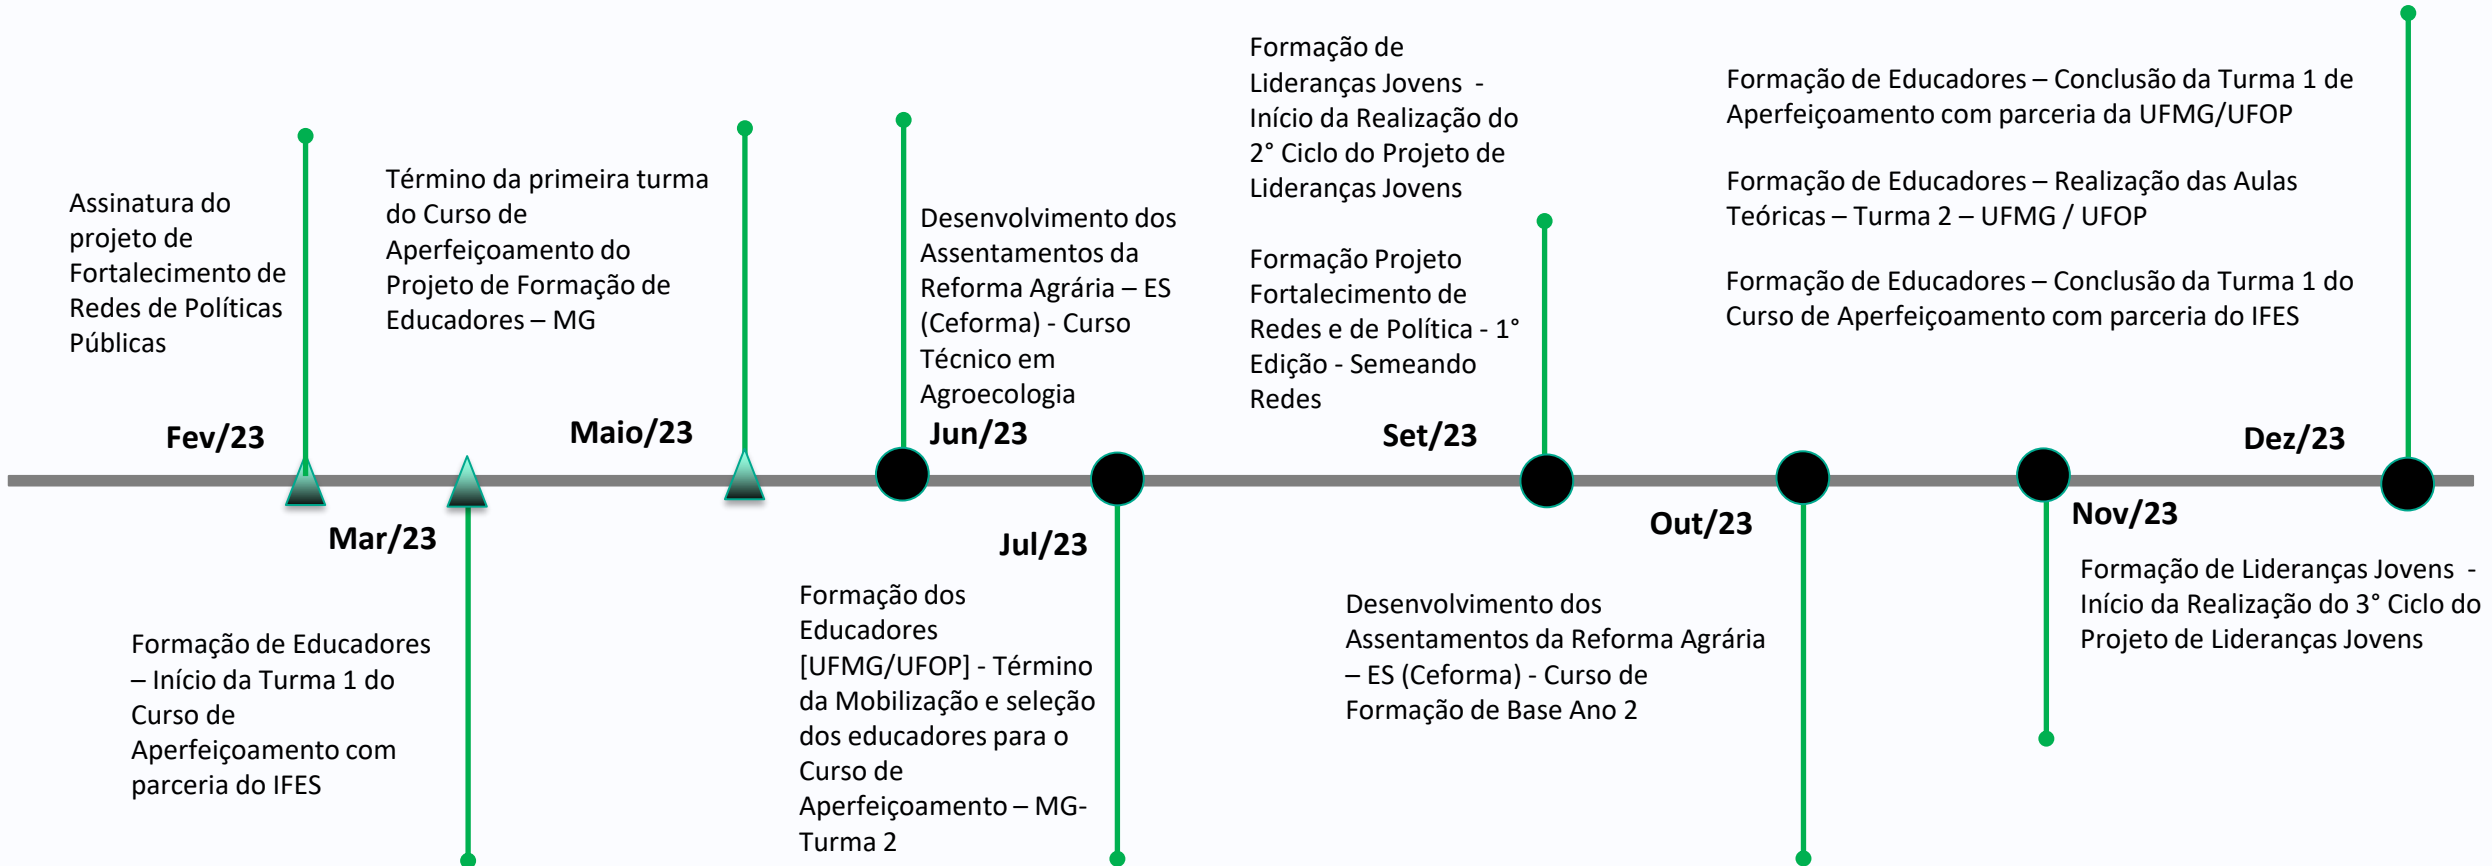 Assinatura do
projeto de
Fortalecimento de
Redes de Políticas
Públicas
Fev/23
Mar/23
Formação de Educadores
– Início da Turma 1 do
Curso de
Aperfeiçoamento com
parceria do IFES
Término da primeira turma
do Curso de
Aperfeiçoamento do
Projeto de Formação de
Educadores – MG
Maio/23
Desenvolvimento dos
Assentamentos da
Reforma Agrária – ES
(Ceforma) - Curso
Técnico em
Agroecologia
Jun/23
Jul/23
Formação dos
Educadores
[UFMG/UFOP] - Término
da Mobilização e seleção
dos educadores para o
Curso de
Aperfeiçoamento – MG-
Turma 2
Formação de
Lideranças Jovens -
Início da Realização do
2° Ciclo do Projeto de
Lideranças Jovens
Formação Projeto
Fortalecimento de
Redes e de Política - 1°
Edição - Semeando
Redes
Set/23
Out/23
Desenvolvimento dos
Assentamentos da Reforma Agrária
– ES (Ceforma) - Curso de
Formação de Base Ano 2
Nov/23
Formação de Lideranças Jovens -
Início da Realização do 3° Ciclo do
Projeto de Lideranças Jovens
Formação de Educadores – Conclusão da Turma 1 de
Aperfeiçoamento com parceria da UFMG/UFOP
Formação de Educadores – Realização das Aulas
Teóricas – Turma 2 – UFMG / UFOP
Formação de Educadores – Conclusão da Turma 1 do
Curso de Aperfeiçoamento com parceria do IFES
Dez/23